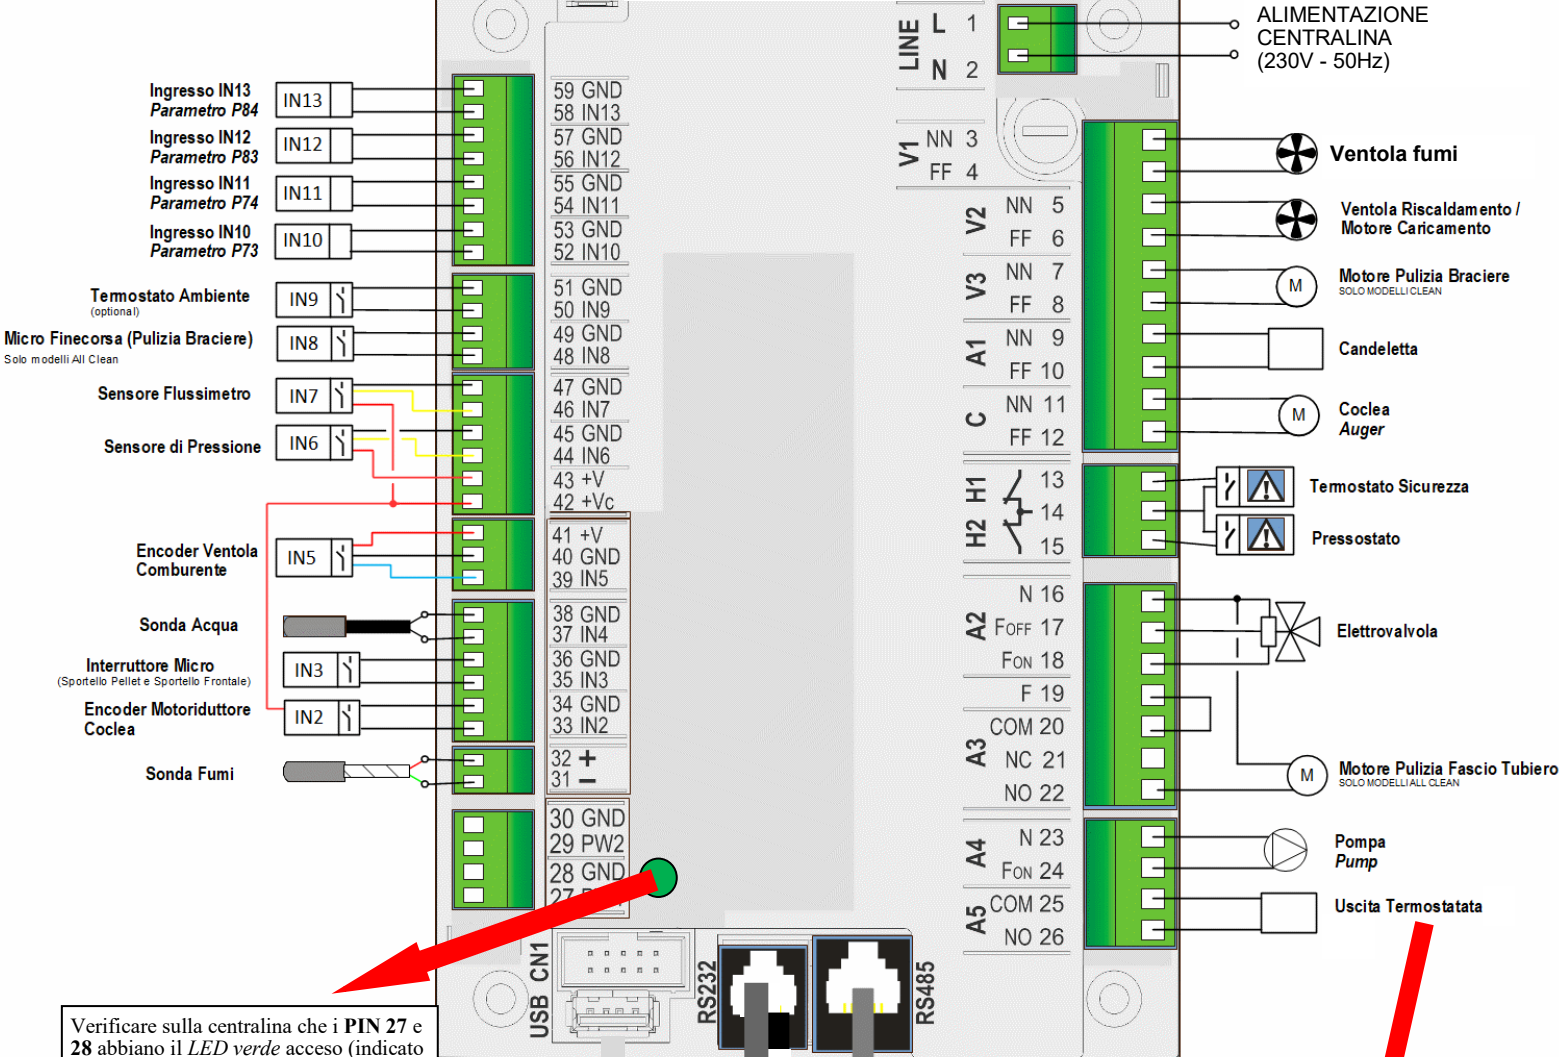 ALIMENTAZIONE
CENTRALINA
(230V - 50Hz)
LINE
L 1
N 2
Ingresso IN13
Parametro P84
IN13
Ingresso IN12
Parametro P83
IN12
Ingresso IN11
Parametro P74
IN11
Ingresso IN10
Parametro P73
IN10
Termostato Ambiente
(optional)
IN9
Micro Finecorsa (Pulizia Braciere)
Solo modelli All Clean
IN8
Sensore Flussimetro
IN7
Sensore di Pressione
IN6
Encoder Ventola
Comburente
IN5
Sonda Acqua
Interruttore Micro
(Sportello Pellet e Sportello Frontale)
IN3
Encoder Motoriduttore
Coclea
IN2
Sonda Fumi
59 GND
58 IN13
57 GND
56 IN12
55 GND
54 IN11
53 GND
52 IN10
51 GND
50 IN9
49 GND
48 IN8
47 GND
46 IN7
45 GND
44 IN6
43 +V
42 +Vc
41 +V
40 GND
39 IN5
38 GND
37 IN4
36 GND
35 IN3
34 GND
33 IN2
32 +
31 −
30 GND
29 PW2
28 GND
27
V1
NN 3
FF 4
V2
NN 5
FF 6
V3
NN 7
FF 8
A1
NN 9
FF 10
C
NN 11
FF 12
H1
H2
13
14
15
A2
N 16
FOFF 17
FON 18
F 19
A3
COM 20
NC 21
NO 22
A4
N 23
FON 24
A5
COM 25
NO 26
Ventola fumi
Ventola Riscaldamento /
Motore Caricamento
M
Motore Pulizia Braciere
SOLO MODELLI CLEAN
Candeletta
M
Coclea
Auger
Termostato Sicurezza
Pressostato
Elettrovalvola
M
Motore Pulizia Fascio Tubiero
SOLO MODELLI ALL CLEAN
Pompa
Pump
Uscita Termostatata
USB CN1
RS232
RS485
Verificare sulla centralina che i PIN 27 e
28 abbiano il LED verde acceso (indicato